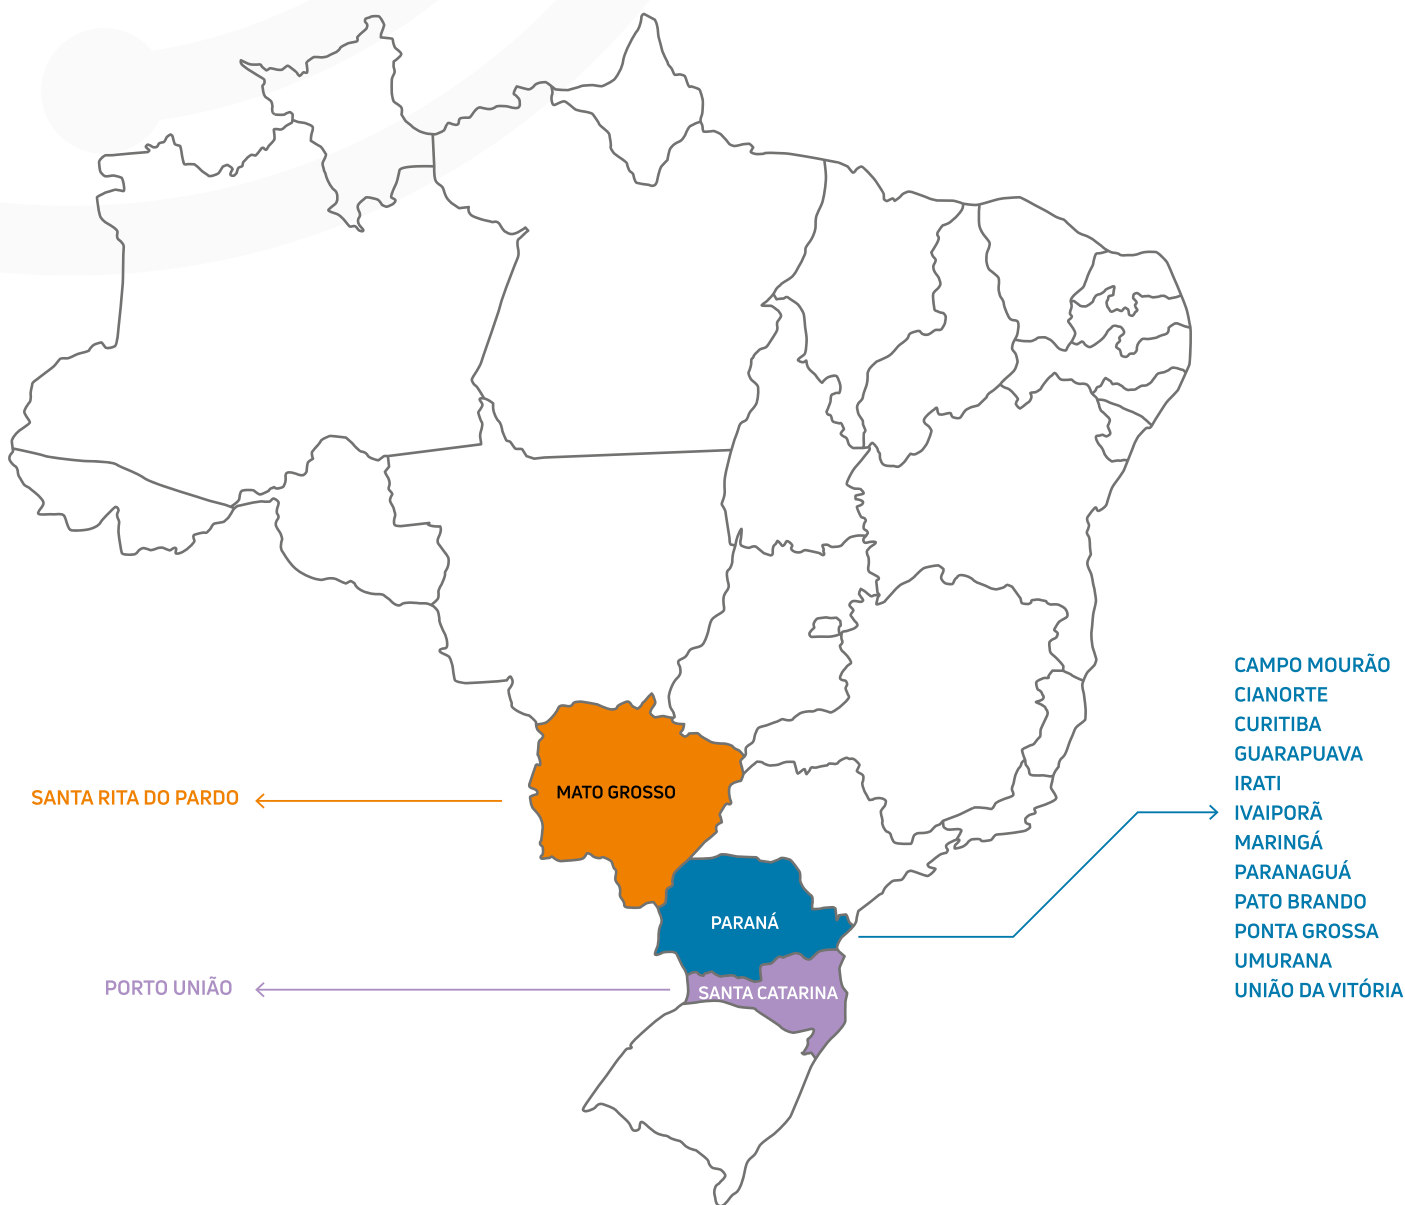 CAMPO MOURÃO
CIANORTE
CURITIBA
GUARAPUAVA
IRATI
IVAIPORÃ
MARINGÁ
PARANAGUÁ
PATO BRANDO
PONTA GROSSA
UMURANA
UNIÃO DA VITÓRIA
SANTA RITA DO PARDO
MATO GROSSO
PARANÁ
PORTO UNIÃO
SANTA CATARINA